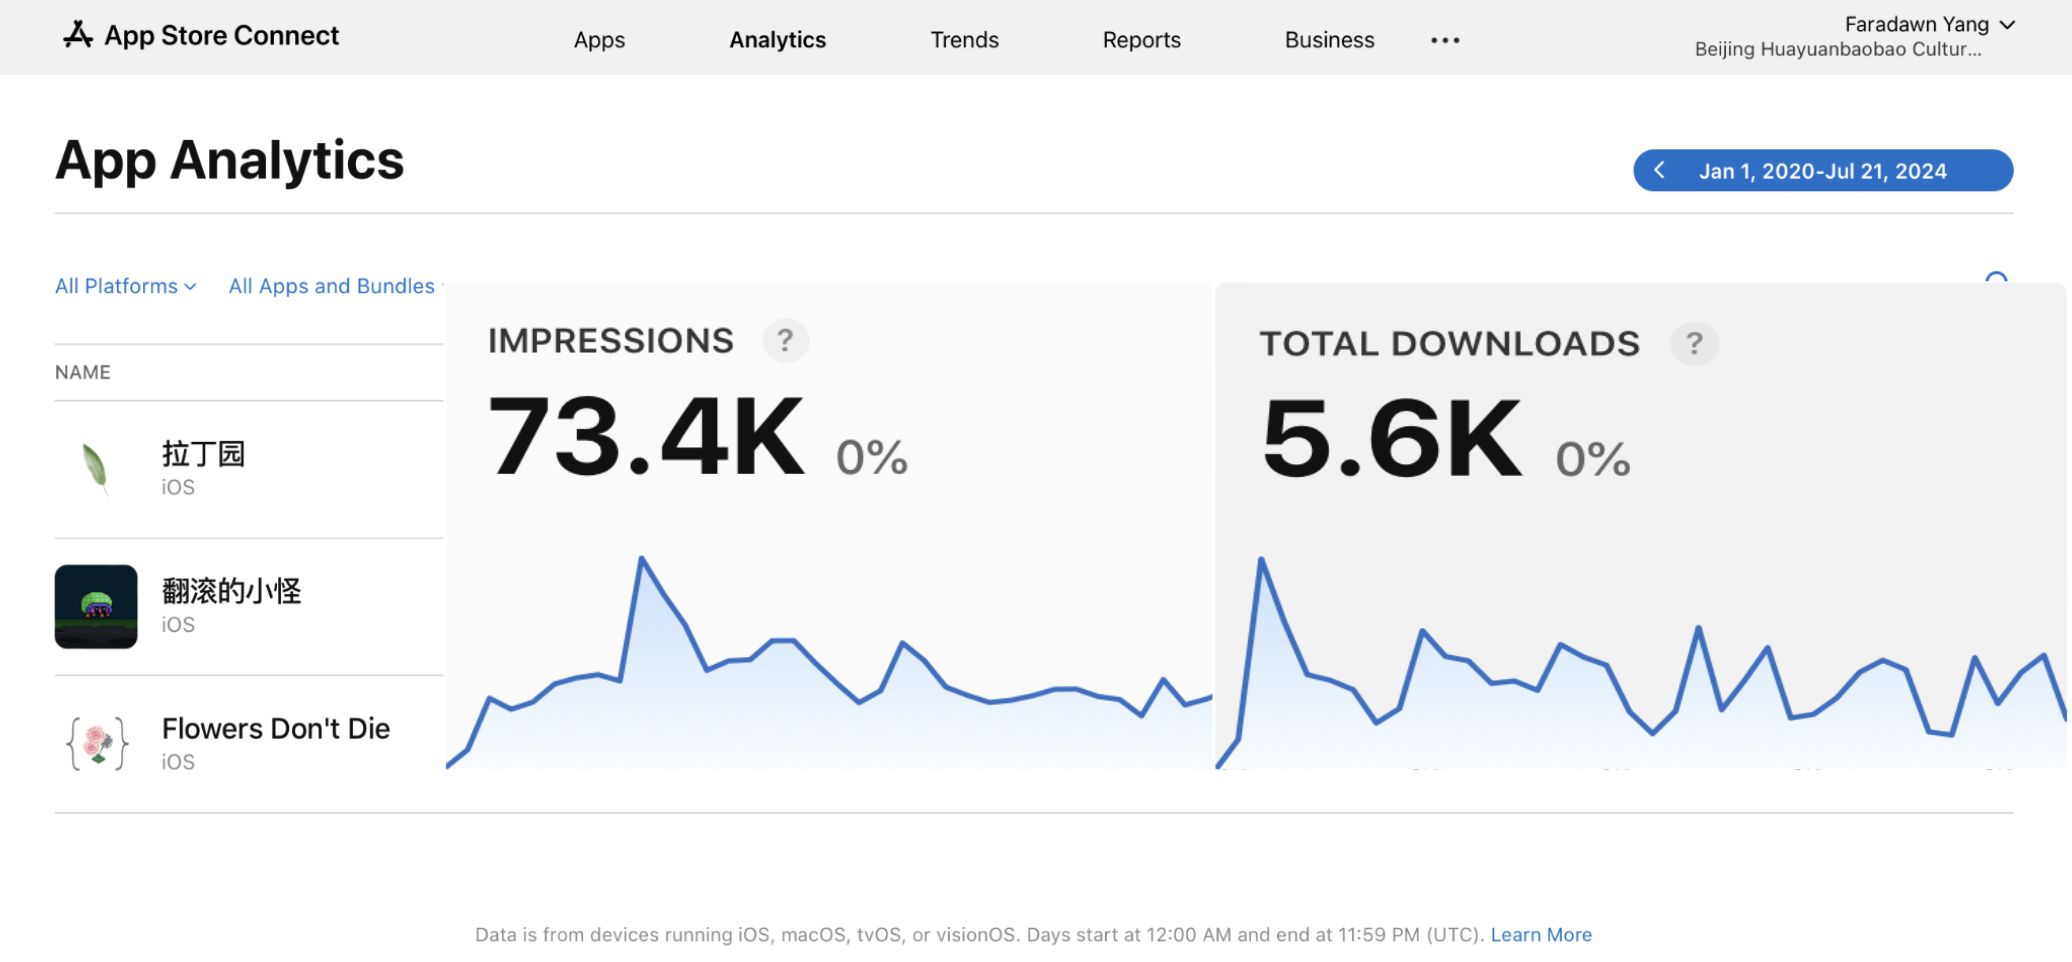 App Store Connect
Apps
Analytics
Trends
Reports
Business
Faradawn Yang
Beijing Huayuanbaobao Cultur...
App Analytics
Jan 1, 2020-Jul 21, 2024
All Platforms
All Apps and Bundles
NAME
拉丁园
iOS
翻滚的小怪
iOS
Flowers Don't Die
iOS
IMPRESSIONS ?
73.4K 0%
TOTAL DOWNLOADS ?
5.6K 0%
Data is from devices running iOS, macOS, tvOS, or visionOS. Days start at 12:00 AM and end at 11:59 PM (UTC). Learn More